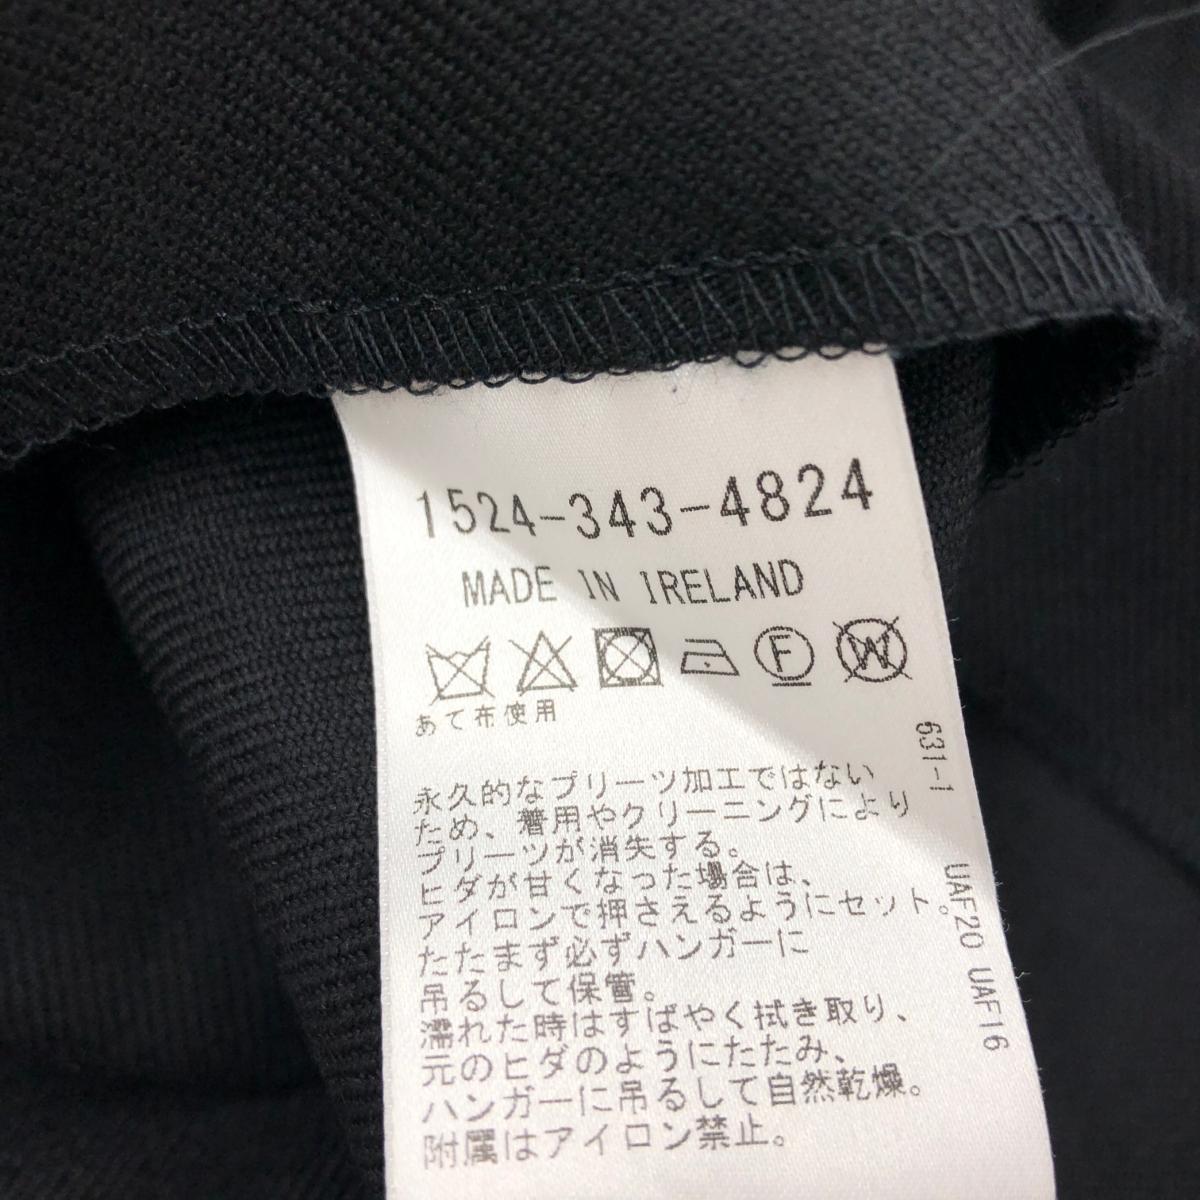 1524-343-4824
MADE IN IRELAND
F W
あて布使用
永久的なプリーツ加工ではない
ため、着用やクリーニングにより
プリーツが消失する。
ヒダが甘くなった場合は、
アイロンで押さえるようにセット。
たたまず必ずハンガーに
吊るして保管。
濡れた時はすばやく拭き取り、
元のヒダのようにたたみ、
ハンガーに吊るして自然乾燥。
附属はアイロン禁止。
631-1
UAF20 UAF16